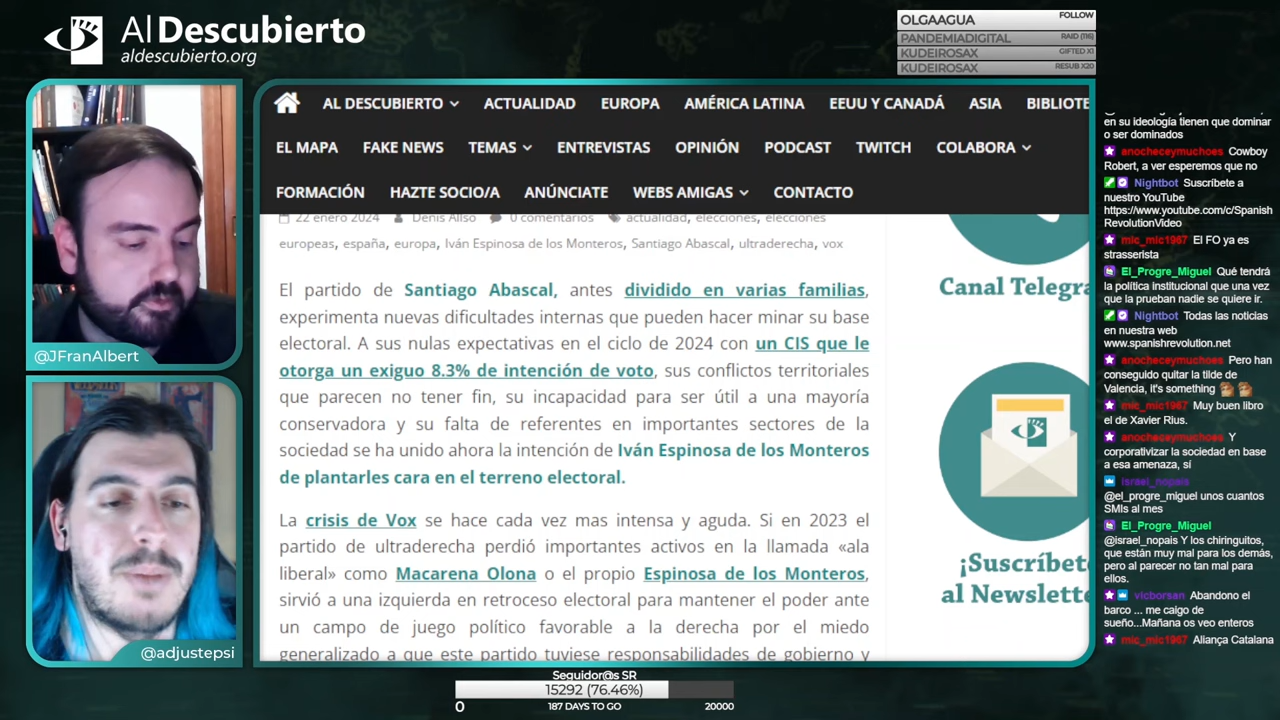 Al Descubierto
aldescubierto.org
OLGAAGUA FOLLOW
PANDEMIADIGITAL RAID (116)
KUDEIROSAX GIFTED X1
KUDEIROSAX RESUB X20
AL DESCUBIERTO ACTUALIDAD EUROPA AMÉRICA LATINA EEUU Y CANADÁ ASIA BIBLIOTE
EL MAPA FAKE NEWS TEMAS ENTREVISTAS OPINIÓN PODCAST TWITCH COLABORA
FORMACIÓN HAZTE SOCIO/A ANÚNCIATE WEBS AMIGAS CONTACTO
22 enero 2024 Denis Allso 0 comentarios actualidad, elecciones, elecciones
europeas, españa, europa, Iván Espinosa de los Monteros, Santiago Abascal, ultraderecha, vox
El partido de Santiago Abascal, antes dividido en varias familias,
experimenta nuevas dificultades internas que pueden hacer minar su base
electoral. A sus nulas expectativas en el ciclo de 2024 con un CIS que le
otorga un exiguo 8.3% de intención de voto, sus conflictos territoriales
que parecen no tener fin, su incapacidad para ser útil a una mayoría
conservadora y su falta de referentes en importantes sectores de la
sociedad se ha unido ahora la intención de Iván Espinosa de los Monteros
de plantarles cara en el terreno electoral.
La crisis de Vox se hace cada vez mas intensa y aguda. Si en 2023 el
partido de ultraderecha perdió importantes activos en la llamada «ala
liberal» como Macarena Olona o el propio Espinosa de los Monteros,
sirvió a una izquierda en retroceso electoral para mantener el poder ante
un campo de juego político favorable a la derecha por el miedo
generalizado a que este partido tuviese responsabilidades de gobierno y
Canal Telegra
¡Suscríbete
al Newslette
@JFranAlbert
@adjustepsi
en su ideología tienen que dominar
o ser dominados
anocheceymuchoes Cowboy
Robert, a ver esperemos que no
Nightbot Suscríbete a
nuestro YouTube
https://www.youtube.com/c/Spanish
RevolutionVideo
mic_mic1967 El FO ya es
strasserista
El_Progre_Miguel Qué tendrá
la política institucional que una vez
que la prueban nadie se quiere ir.
Nightbot Todas las noticias
en nuestra web
www.spanishrevolution.net
anocheceymuchoes Pero han
conseguido quitar la tilde de
Valencia, it's something
mic_mic1967 Muy buen libro
el de Xavier Rius.
anocheceymuchoes Y
corporativizar la sociedad en base
a esa amenaza, sí
israel_nopais
@el_progre_miguel unos cuantos
SMIs al mes
El_Progre_Miguel
@israel_nopais Y los chiringuitos,
que están muy mal para los demás,
pero al parecer no tan mal para
ellos.
vicborsan Abandono el
barco ... me caigo de
sueño...Mañana os veo enteros
mic_mic1967 Aliança Catalana
Seguidor@s SR
15292 (76.46%)
0 187 DAYS TO GO 20000